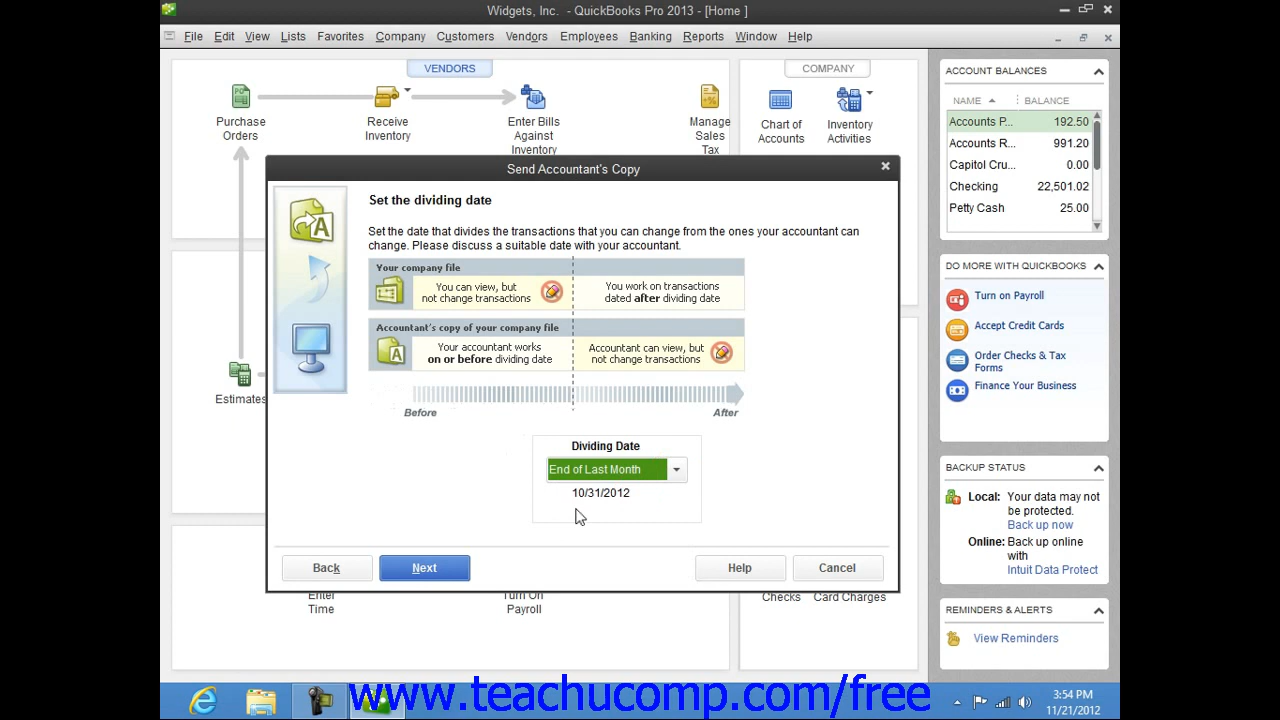 Widgets, Inc. - QuickBooks Pro 2013 - [Home ]
File Edit View Lists Favorites Company Customers Vendors Employees Banking Reports Window Help
VENDORS
COMPANY
Purchase
Orders
Receive
Inventory
Enter Bills
Against
Inventory
Manage
Sales
Tax
Chart of
Accounts
Inventory
Activities
Estimates
Enter
Time
Turn On
Payroll
Checks
Card Charges
Send Accountant's Copy
Set the dividing date
Set the date that divides the transactions that you can change from the ones your accountant can
change. Please discuss a suitable date with your accountant.
Your company file
You can view, but
not change transactions
You work on transactions
dated after dividing date
Accountant's copy of your company file
Your accountant works
on or before dividing date
Accountant can view, but
not change transactions
Before
After
Dividing Date
End of Last Month
10/31/2012
Back
Next
Help
Cancel
ACCOUNT BALANCES
NAME BALANCE
Accounts P... 192.50
Accounts R... 991.20
Capitol Cru... 0.00
Checking 22,501.02
Petty Cash 25.00
DO MORE WITH QUICKBOOKS
Turn on Payroll
Accept Credit Cards
Order Checks & Tax
Forms
Finance Your Business
BACKUP STATUS
Local: Your data may not
be protected.
Back up now
Online: Back up online
with
Intuit Data Protect
REMINDERS & ALERTS
View Reminders
www.teachucomp.com/free
3:54 PM
11/21/2012